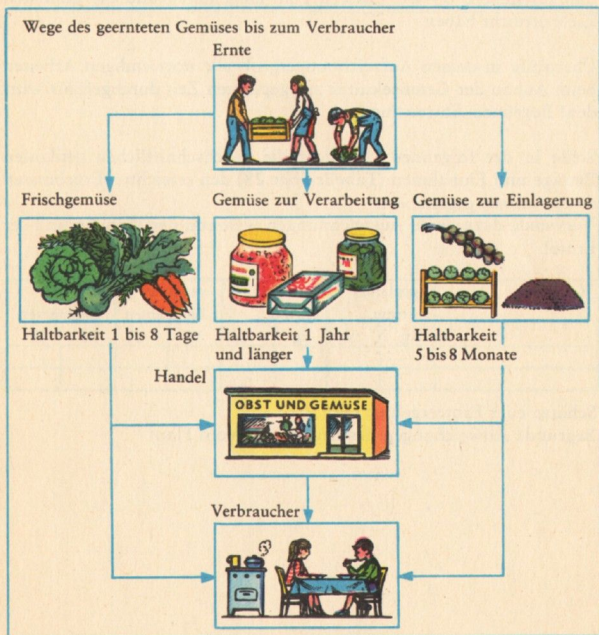 Wege des geernteten Gemüses bis zum Verbraucher
Ernte
Frischgemüse
Gemüse zur Verarbeitung
Gemüse zur Einlagerung
Haltbarkeit 1 bis 8 Tage
Haltbarkeit 1 Jahr
und länger
Haltbarkeit
5 bis 8 Monate
Handel
OBST UND GEMÜSE
Verbraucher